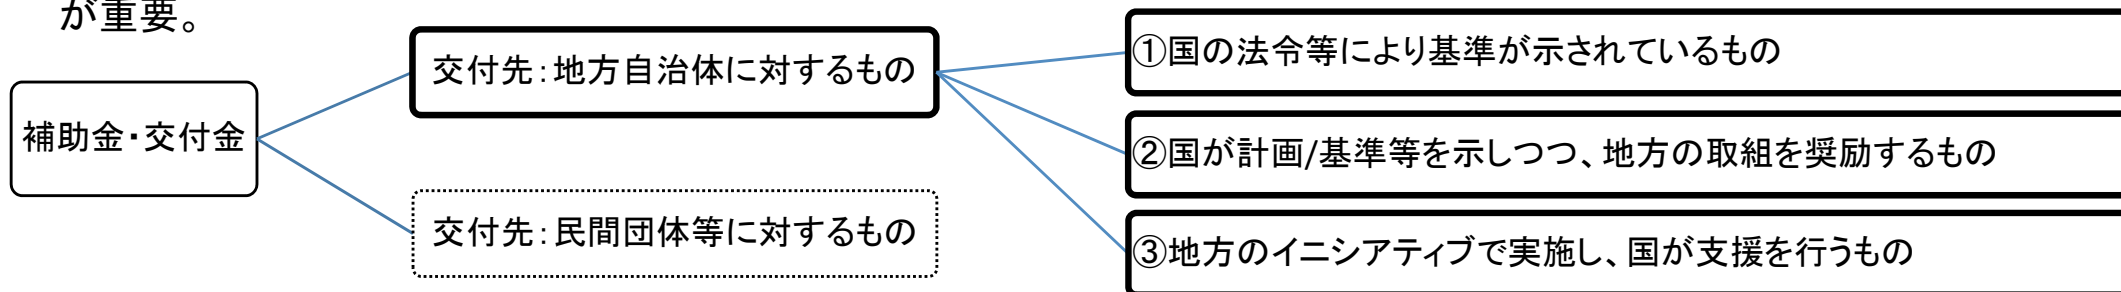 が重要。
補助金・交付金
交付先：地方自治体に対するもの
交付先：民間団体等に対するもの
①国の法令等により基準が示されているもの
②国が計画/基準等を示しつつ、地方の取組を奨励するもの
③地方のイニシアティブで実施し、国が支援を行うもの